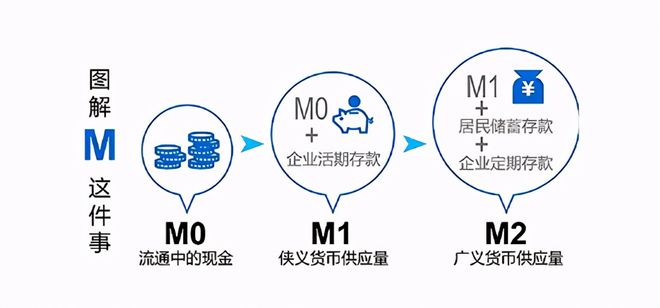 图解
M
这件事
M0
+
企业活期存款
M1
+
¥
居民储蓄存款
+
企业定期存款
M0
流通中的现金
M1
侠义货币供应量
M2
广义货币供应量